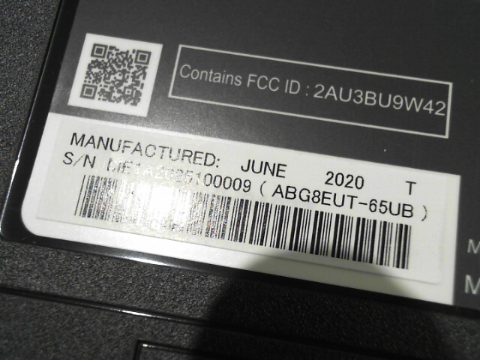 Contains FCC ID : 2AU3BU9W42
MANUFACTURED: JUNE 2020 T
S/N ( ABG8EUT-65UB )
M
M